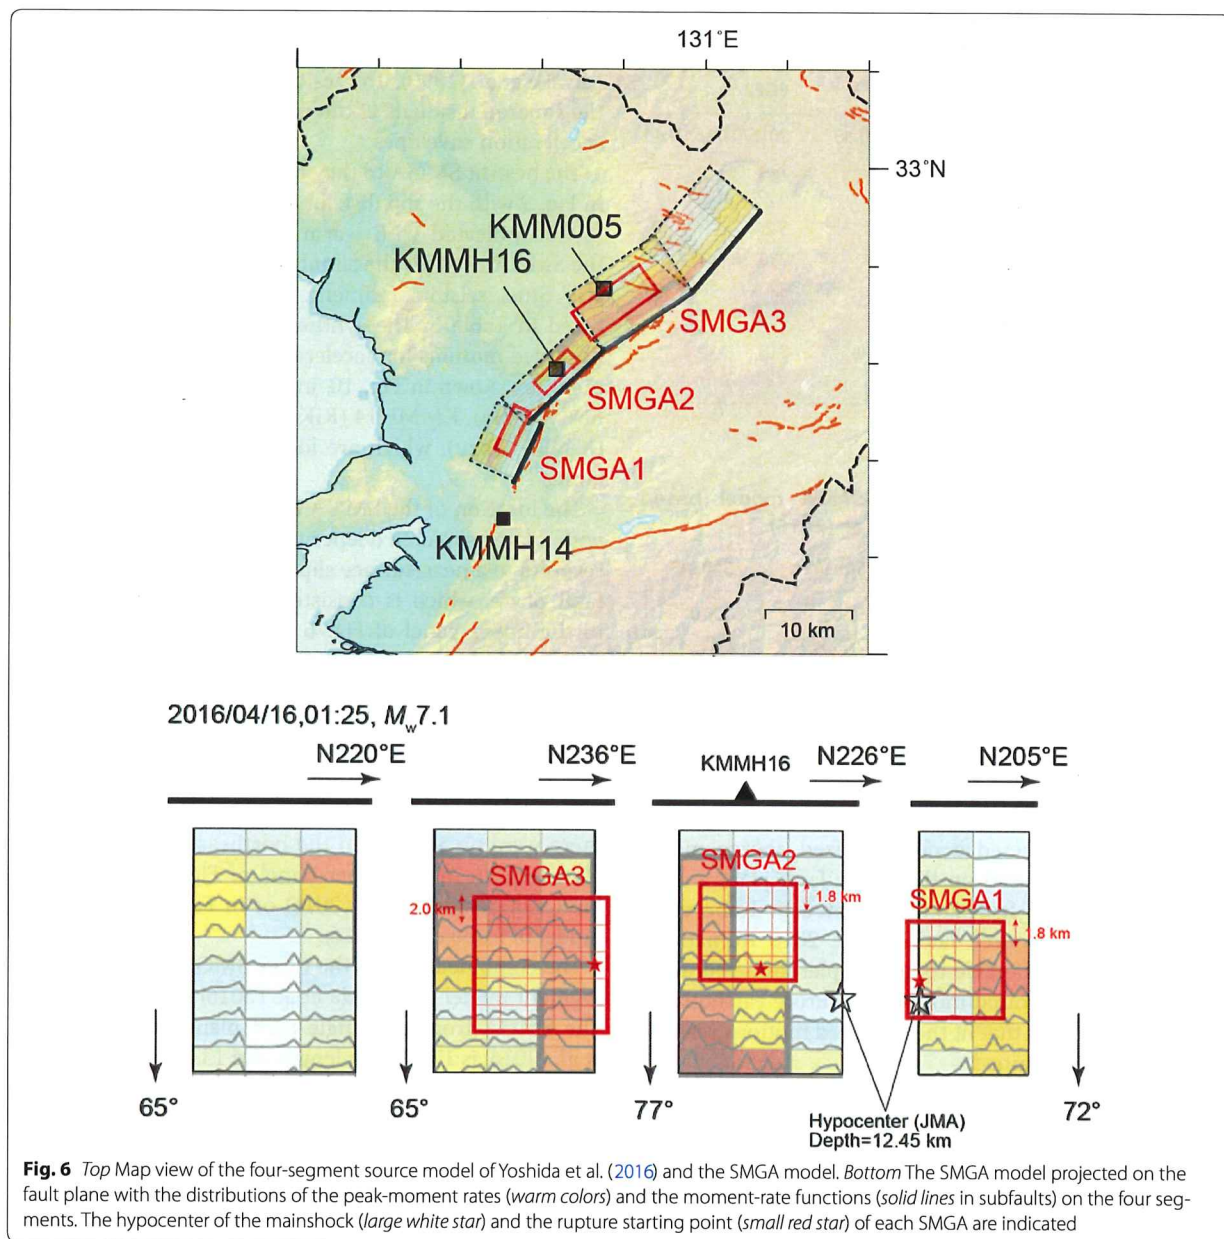 131°E
33°N
KMM005
KMMH16
SMGA3
SMGA2
SMGA1
KMMH14
10 km
2016/04/16,01:25, Mw7.1
N220°E
N236°E
KMMH16
N226°E
N205°E
SMGA3
SMGA2
SMGA1
2.0 km
1.8 km
1.8 km
65°
65°
77°
72°
Hypocenter (JMA)
Depth=12.45 km
Fig. 6 Top Map view of the four-segment source model of Yoshida et al. (2016) and the SMGA model. Bottom The SMGA model projected on the
fault plane with the distributions of the peak-moment rates (warm colors) and the moment-rate functions (solid lines in subfaults) on the four seg-
ments. The hypocenter of the mainshock (large white star) and the rupture starting point (small red star) of each SMGA are indicated